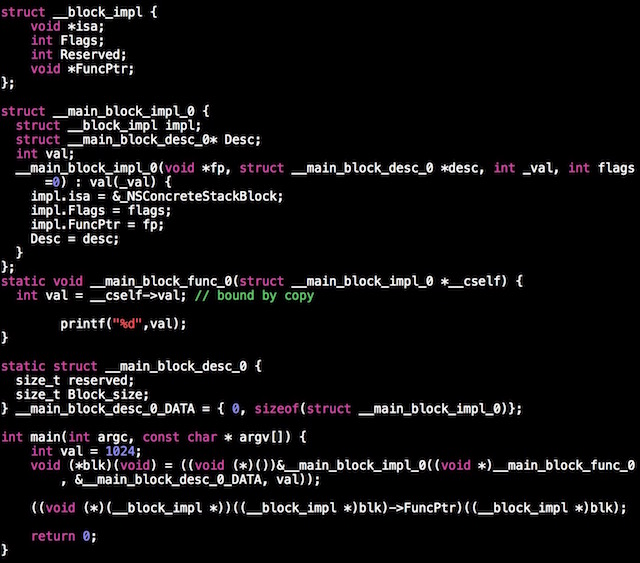 struct __block_impl {
    void *isa;
    int Flags;
    int Reserved;
    void *FuncPtr;
};

struct __main_block_impl_0 {
  struct __block_impl impl;
  struct __main_block_desc_0* Desc;
  int val;
  __main_block_impl_0(void *fp, struct __main_block_desc_0 *desc, int _val, int flags
      =0) : val(_val) {
    impl.isa = &_NSConcreteStackBlock;
    impl.Flags = flags;
    impl.FuncPtr = fp;
    Desc = desc;
  }
};
static void __main_block_func_0(struct __main_block_impl_0 *__cself) {
  int val = __cself->val; // bound by copy

        printf("%d",val);
}

static struct __main_block_desc_0 {
  size_t reserved;
  size_t Block_size;
} __main_block_desc_0_DATA = { 0, sizeof(struct __main_block_impl_0)};

int main(int argc, const char * argv[]) {
    int val = 1024;
    void (*blk)(void) = ((void (*)())&__main_block_impl_0((void *)__main_block_func_0
        , &__main_block_desc_0_DATA, val));

    ((void (*)(__block_impl *))((__block_impl *)blk)->FuncPtr)((__block_impl *)blk);

    return 0;
}